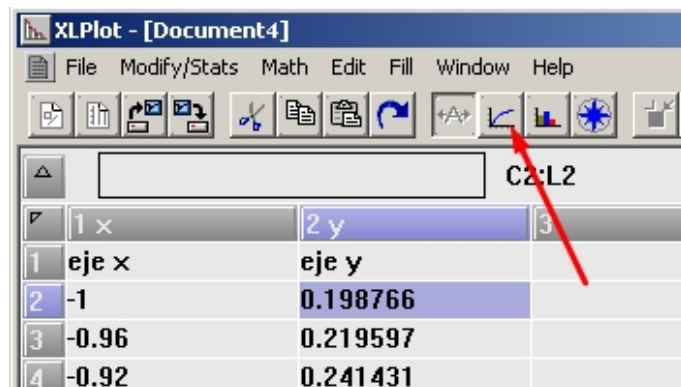 XLPlot - [Document4]
File Modify/Stats Math Edit Fill Window Help
C2:L2
1 x 2 y 3
1 eje x eje y
2 -1 0.198766
3 -0.96 0.219597
4 -0.92 0.241431